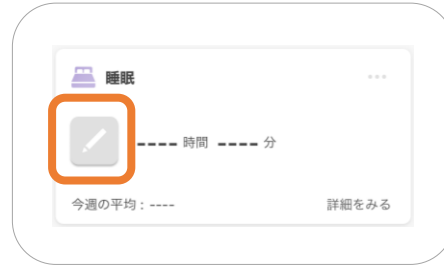 睡眠
---- 時間 ---- 分
今週の平均 : ----
詳細をみる